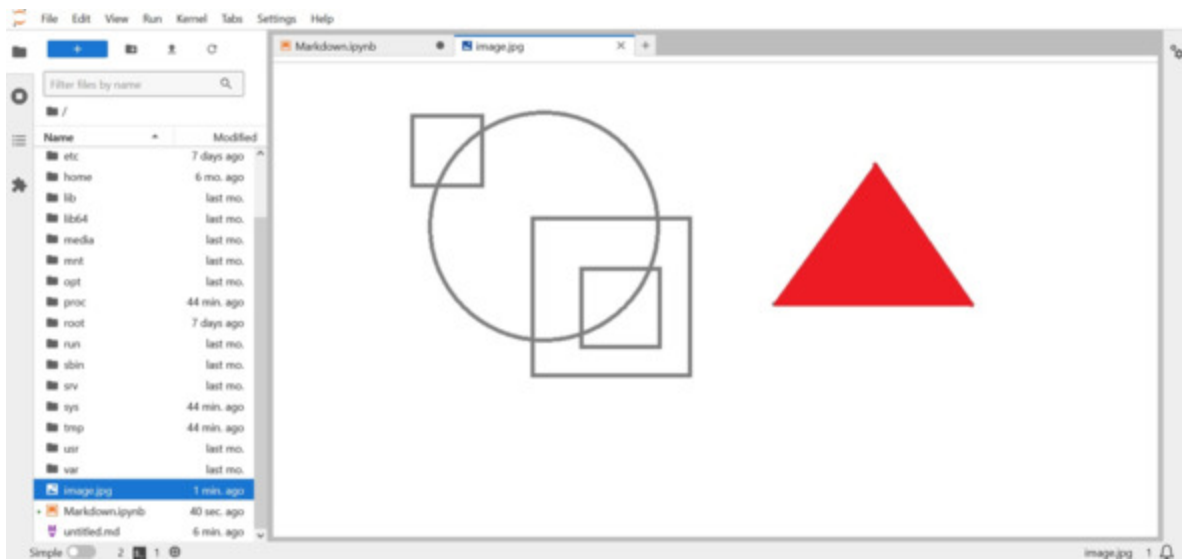 File Edit View Run Kernel Tabs Settings Help
+
Markdown.ipynb
image.jpg × +
Filter files by name
/
Name Modified
etc 7 days ago
home 6 mo. ago
lib last mo.
lib64 last mo.
media last mo.
mnt last mo.
opt last mo.
proc 44 min. ago
root 7 days ago
run last mo.
sbin last mo.
srv last mo.
sys 44 min. ago
tmp 44 min. ago
usr last mo.
var last mo.
image.jpg 1 min. ago
Markdown.ipynb 40 sec. ago
untitled.md 6 min. ago
Simple 2 1 image.jpg 1